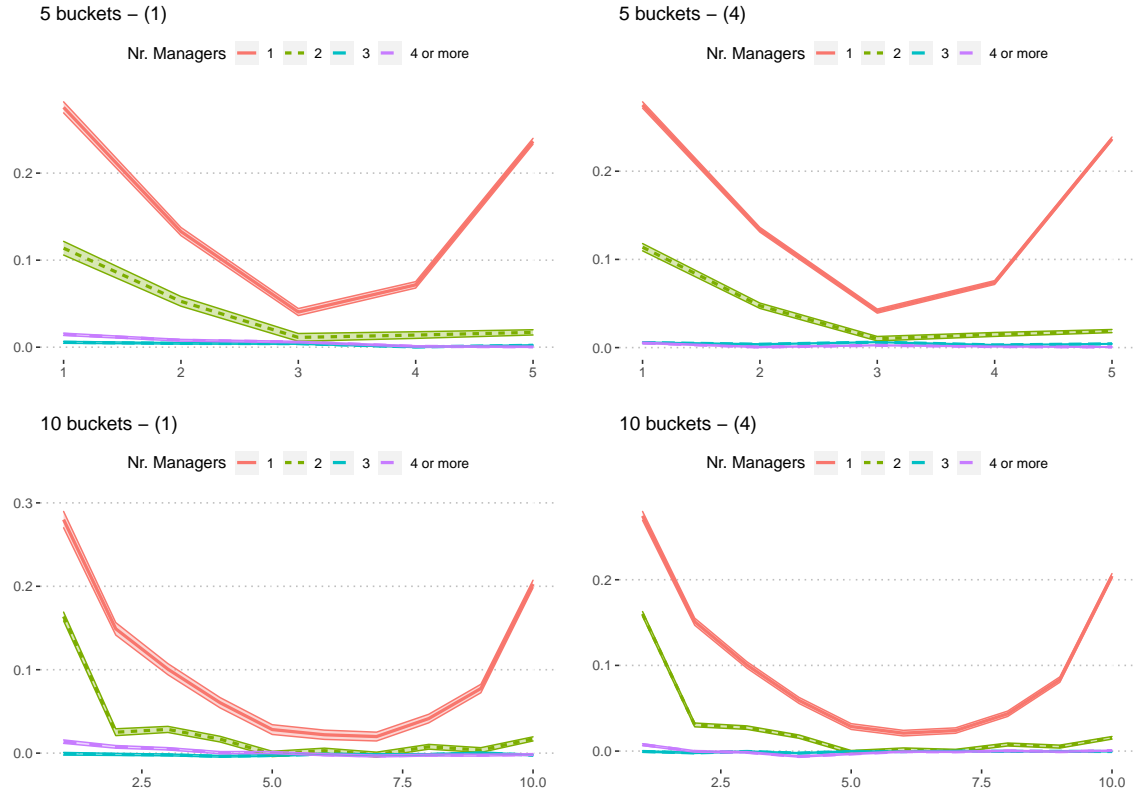 5 buckets – (1)
Nr. Managers 1 2 3 4 or more
0.2
0.1
0.0
1 2 3 4 5
5 buckets – (4)
Nr. Managers 1 2 3 4 or more
0.2
0.1
0.0
1 2 3 4 5
10 buckets – (1)
Nr. Managers 1 2 3 4 or more
0.3
0.2
0.1
0.0
2.5 5.0 7.5 10.0
10 buckets – (4)
Nr. Managers 1 2 3 4 or more
0.2
0.1
0.0
2.5 5.0 7.5 10.0